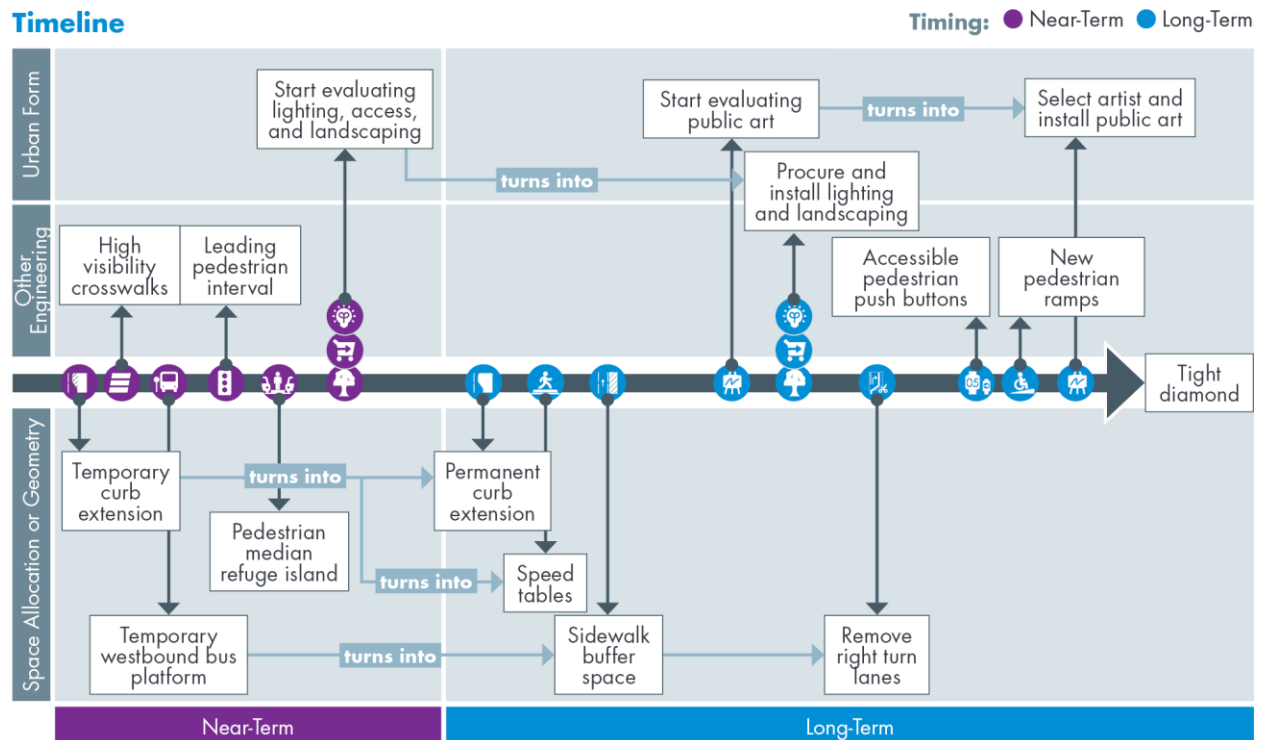 Timeline
Timing: Near-Term Long-Term
Urban Form
Start evaluating
lighting, access,
and landscaping
turns into
Start evaluating
public art
turns into
Select artist and
install public art
Procure and
install lighting
and landscaping
Other
Engineering
High
visibility
crosswalks
Leading
pedestrian
interval
Accessible
pedestrian
push buttons
New
pedestrian
ramps
05
Tight
diamond
Space Allocation or Geometry
Temporary
curb
extension
turns into
Permanent
curb
extension
Pedestrian
median
refuge island
turns into
Speed
tables
Temporary
westbound bus
platform
turns into
Sidewalk
buffer
space
Remove
right turn
lanes
Near-Term
Long-Term